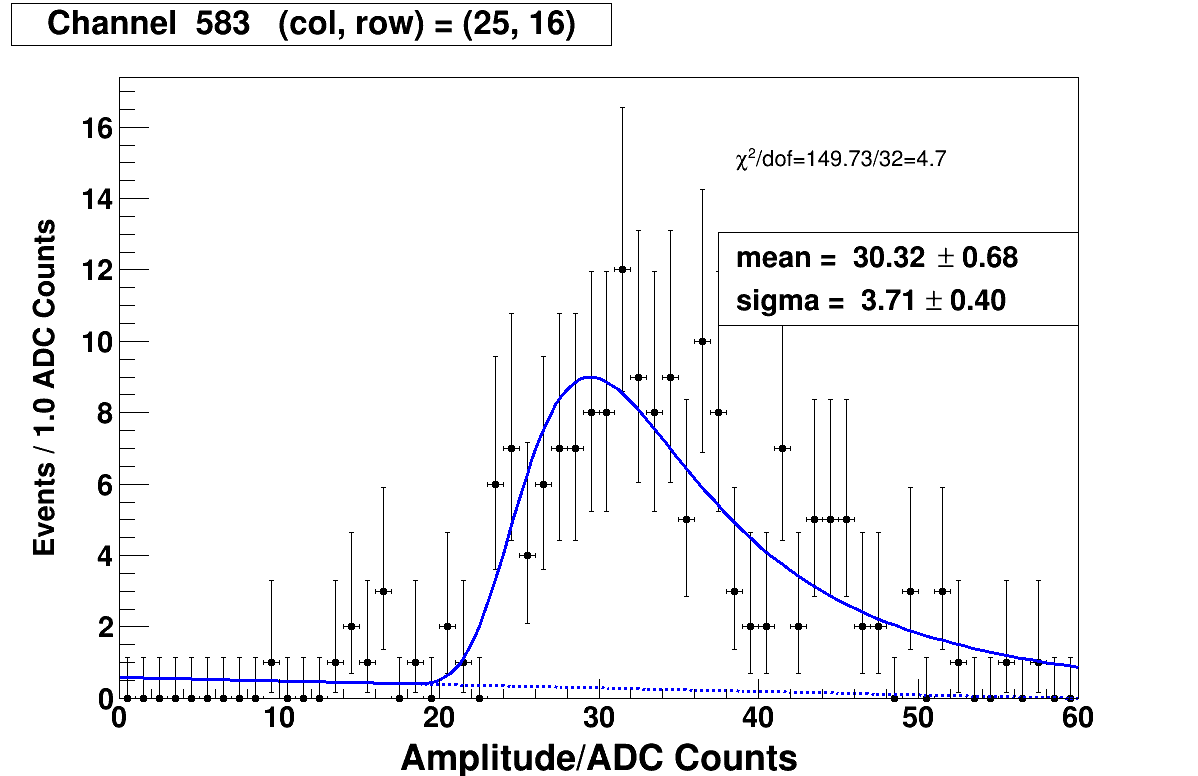 Channel 583 (col, row) = (25, 16)
χ²/dof=149.73/32=4.7
mean = 30.32 ± 0.68
sigma = 3.71 ± 0.40
Events / 1.0 ADC Counts
16
14
12
10
8
6
4
2
0
0 10 20 30 40 50 60
Amplitude/ADC Counts